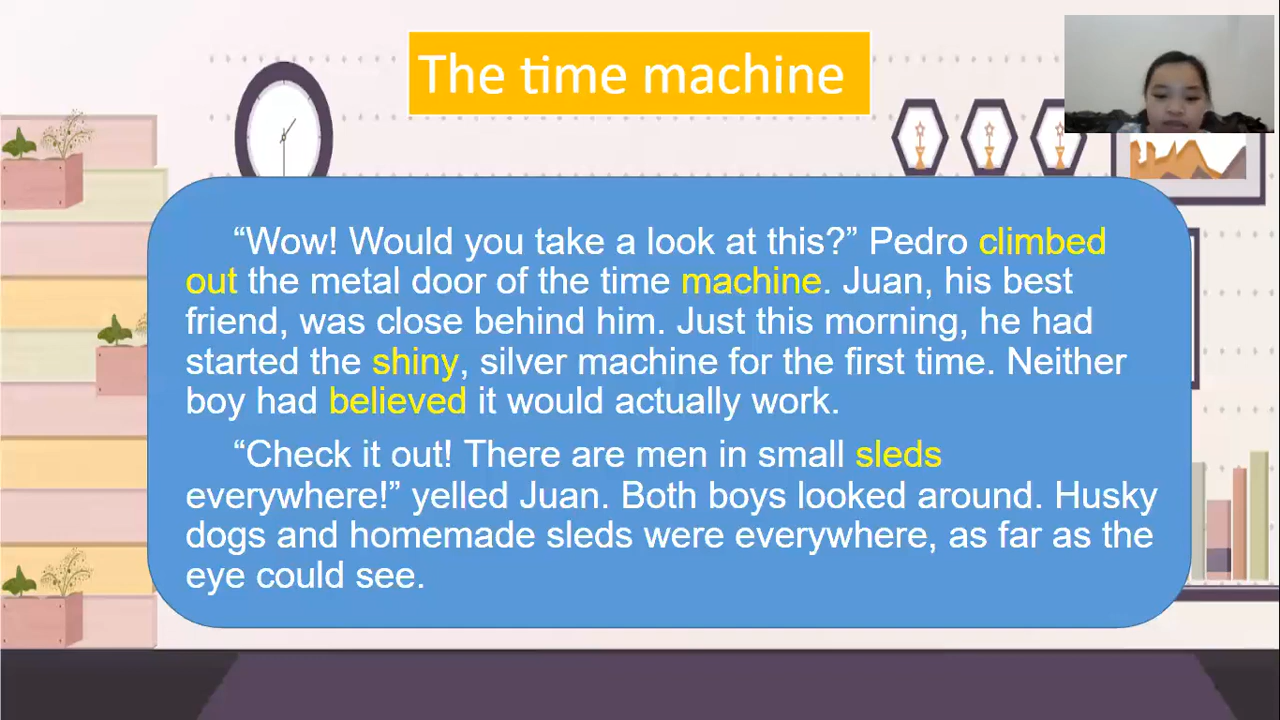 The time machine
“Wow! Would you take a look at this?” Pedro climbed
out the metal door of the time machine. Juan, his best
friend, was close behind him. Just this morning, he had
started the shiny, silver machine for the first time. Neither
boy had believed it would actually work.
“Check it out! There are men in small sleds
everywhere!” yelled Juan. Both boys looked around. Husky
dogs and homemade sleds were everywhere, as far as the
eye could see.